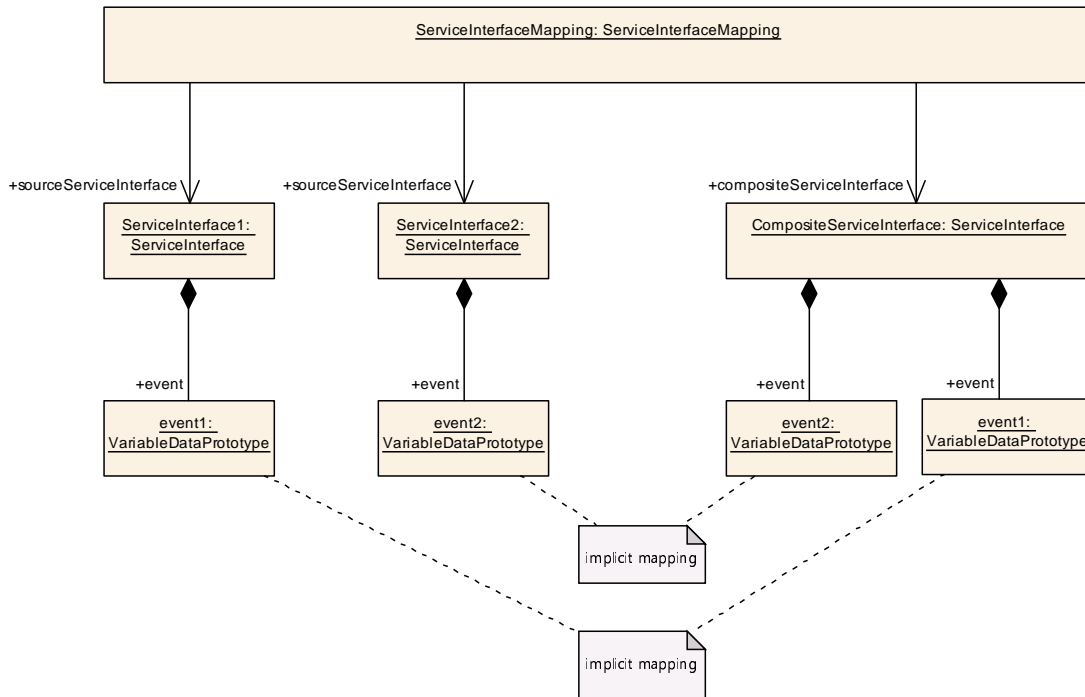 ServiceInterfaceMapping: ServiceInterfaceMapping
+sourceServiceInterface
+sourceServiceInterface
+compositeServiceInterface
ServiceInterface1:
ServiceInterface
ServiceInterface2:
ServiceInterface
CompositeServiceInterface: ServiceInterface
+event
+event
+event
+event
event1:
VariableDataPrototype
event2:
VariableDataPrototype
event2:
VariableDataPrototype
event1:
VariableDataPrototype
implicit mapping
implicit mapping